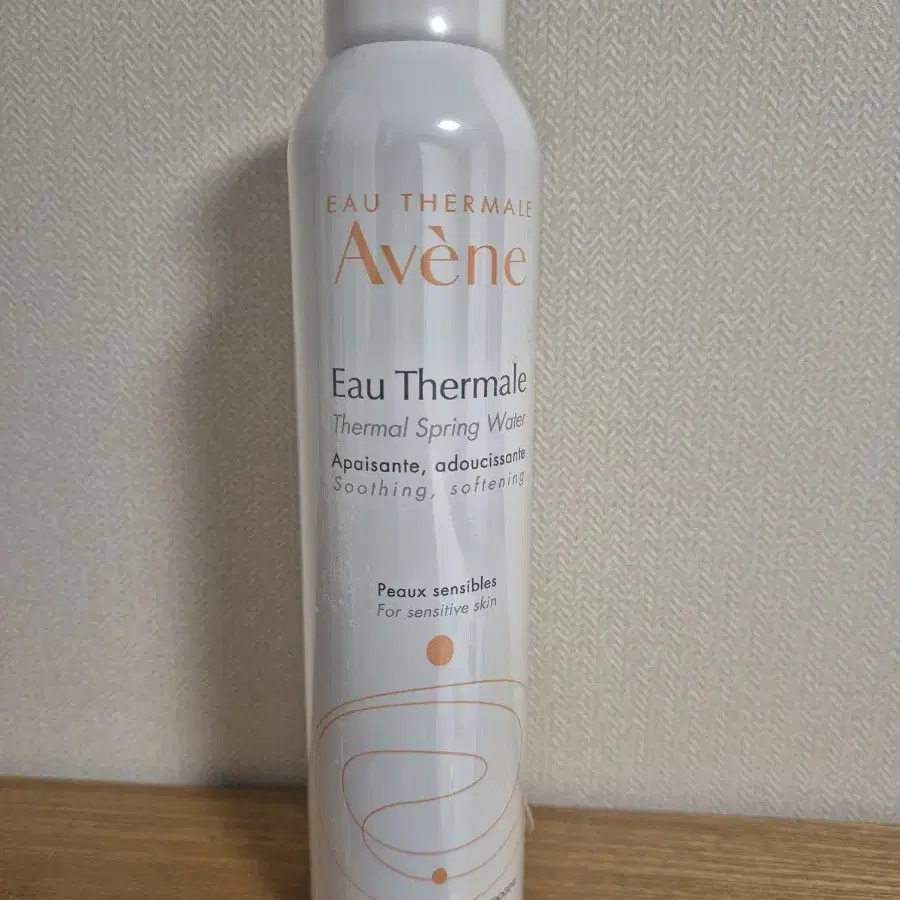 EAU THERMALE
Avène
Eau Thermale
Thermal Spring Water
Apaisante, adoucissante
Soothing, softening
Peaux sensibles
For sensitive skin